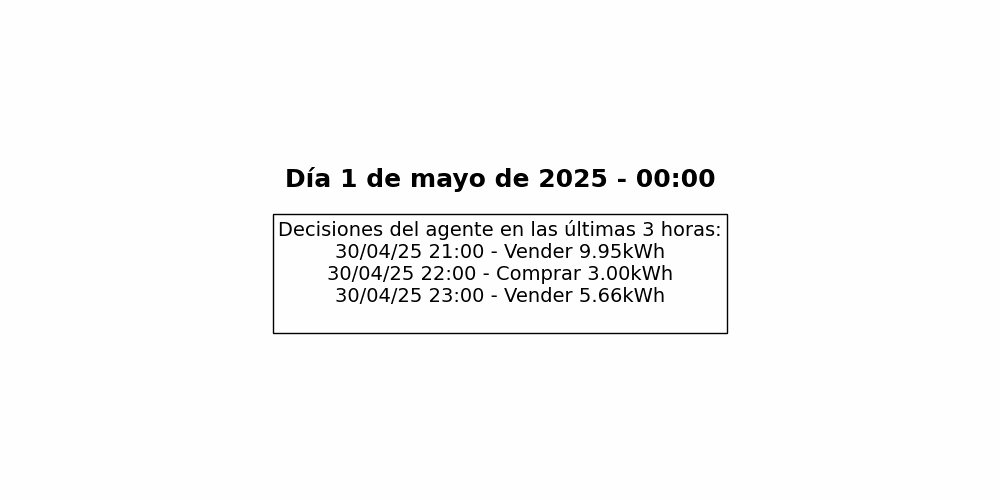 Día 1 de mayo de 2025 - 00:00
Decisiones del agente en las últimas 3 horas:
30/04/25 21:00 - Vender 9.95kWh
30/04/25 22:00 - Comprar 3.00kWh
30/04/25 23:00 - Vender 5.66kWh